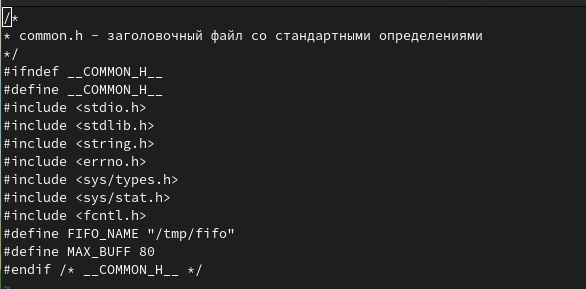 /*
* common.h - заголовочный файл со стандартными определениями
*/
#ifndef __COMMON_H__
#define __COMMON_H__
#include <stdio.h>
#include <stdlib.h>
#include <string.h>
#include <errno.h>
#include <sys/types.h>
#include <sys/stat.h>
#include <fcntl.h>
#define FIFO_NAME "/tmp/fifo"
#define MAX_BUFF 80
#endif /* __COMMON_H__ */
~